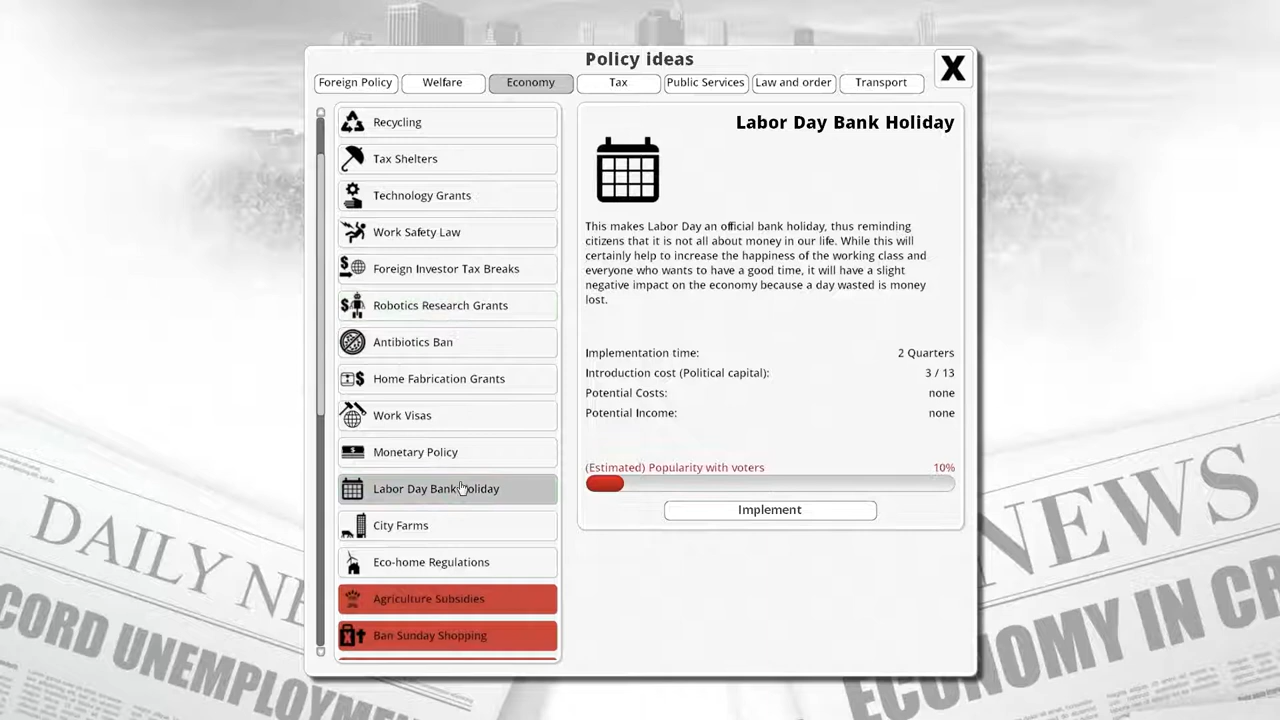 Policy ideas
X
Foreign Policy
Welfare
Economy
Tax
Public Services
Law and order
Transport
Recycling
Tax Shelters
Technology Grants
Work Safety Law
Foreign Investor Tax Breaks
Robotics Research Grants
Antibiotics Ban
Home Fabrication Grants
Work Visas
Monetary Policy
Labor Day Bank Holiday
City Farms
Eco-home Regulations
Agriculture Subsidies
Ban Sunday Shopping
Labor Day Bank Holiday
This makes Labor Day an official bank holiday, thus reminding
citizens that it is not all about money in our life. While this will
certainly help to increase the happiness of the working class and
everyone who wants to have a good time, it will have a slight
negative impact on the economy because a day wasted is money
lost.
Implementation time: 2 Quarters
Introduction cost (Political capital): 3 / 13
Potential Costs: none
Potential Income: none
(Estimated) Popularity with voters 10%
Implement
DAILY NE
CORD UNEMPLOYM
NEWS
ECONOMY IN CR